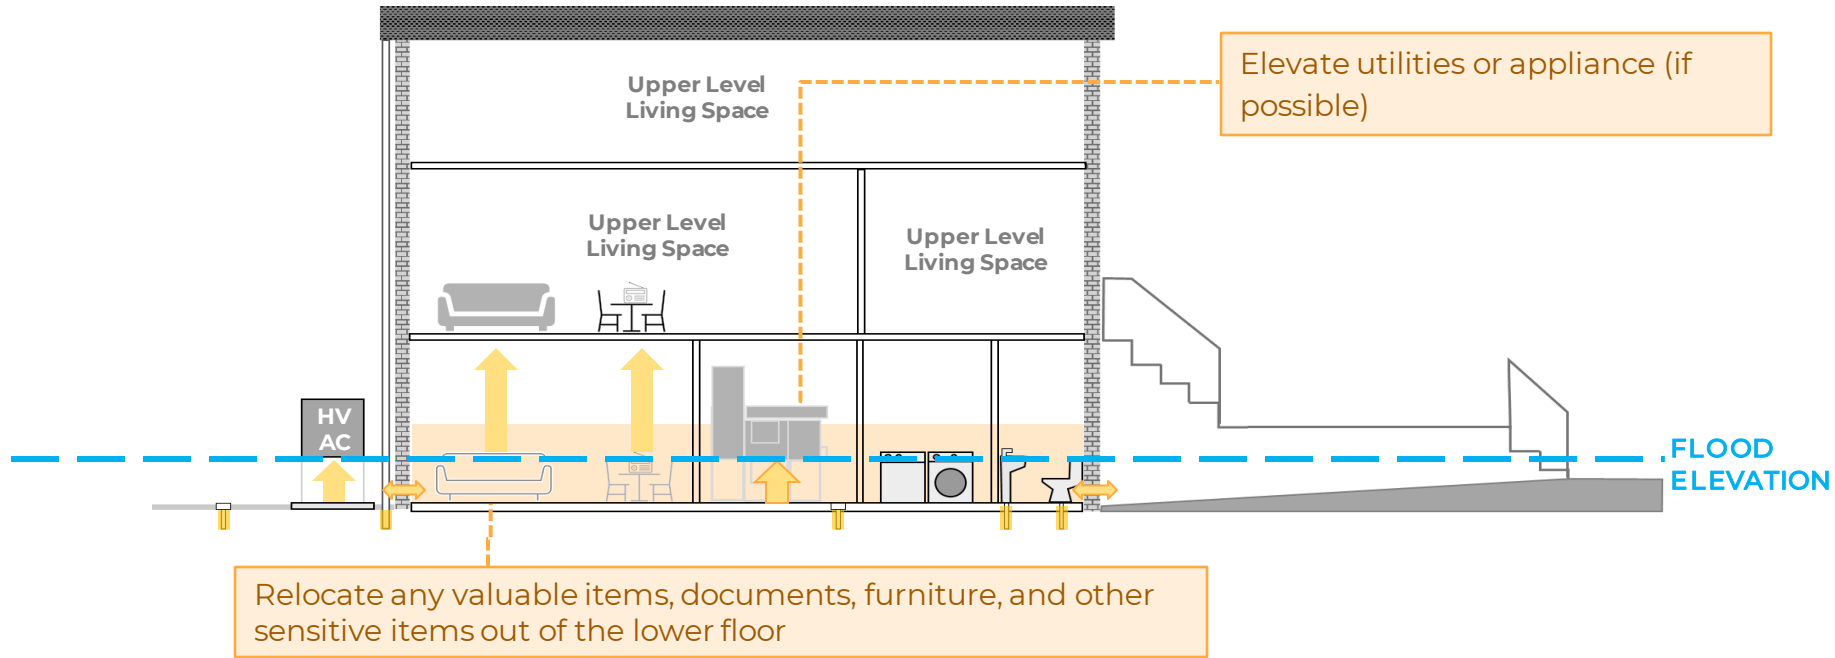 Upper Level
Living Space
Elevate utilities or appliance (if
possible)
Upper Level
Living Space
Upper Level
Living Space
HV
AC
FLOOD
ELEVATION
Relocate any valuable items, documents, furniture, and other
sensitive items out of the lower floor